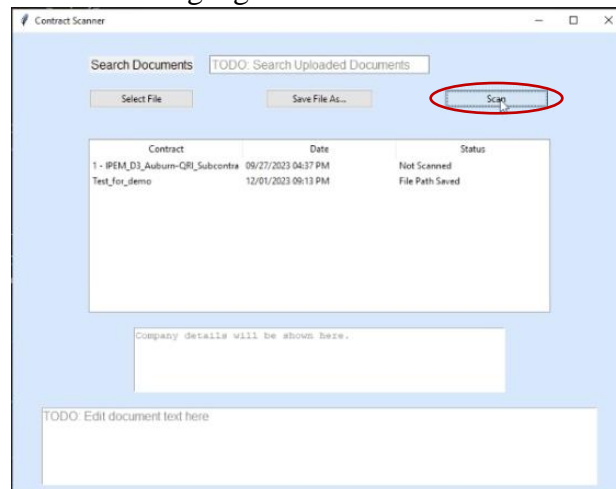 Contract Scanner
Search Documents TODO: Search Uploaded Documents
Select File Save File As... Scan
Contract Date Status
1 - IPEM_D3_Auburn-QRI_Subcontra 09/27/2023 04:37 PM Not Scanned
Test_for_demo 12/01/2023 09:13 PM File Path Saved
Company details will be shown here.
TODO: Edit document text here